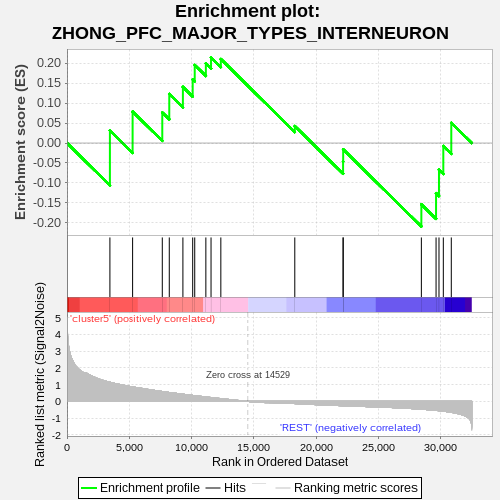 Enrichment plot:
ZHONG_PFC_MAJOR_TYPES_INTERNEURON
Enrichment score (ES)
0.20
0.15
0.10
0.05
0.00
-0.05
-0.10
-0.15
-0.20
'cluster5' (positively correlated)
Zero cross at 14529
'REST' (negatively correlated)
Ranked list metric (Signal2Noise)
5
4
3
2
1
0
-1
-2
0
5,000
10,000
15,000
20,000
25,000
30,000
Rank in Ordered Dataset
Enrichment profile
Hits
Ranking metric scores